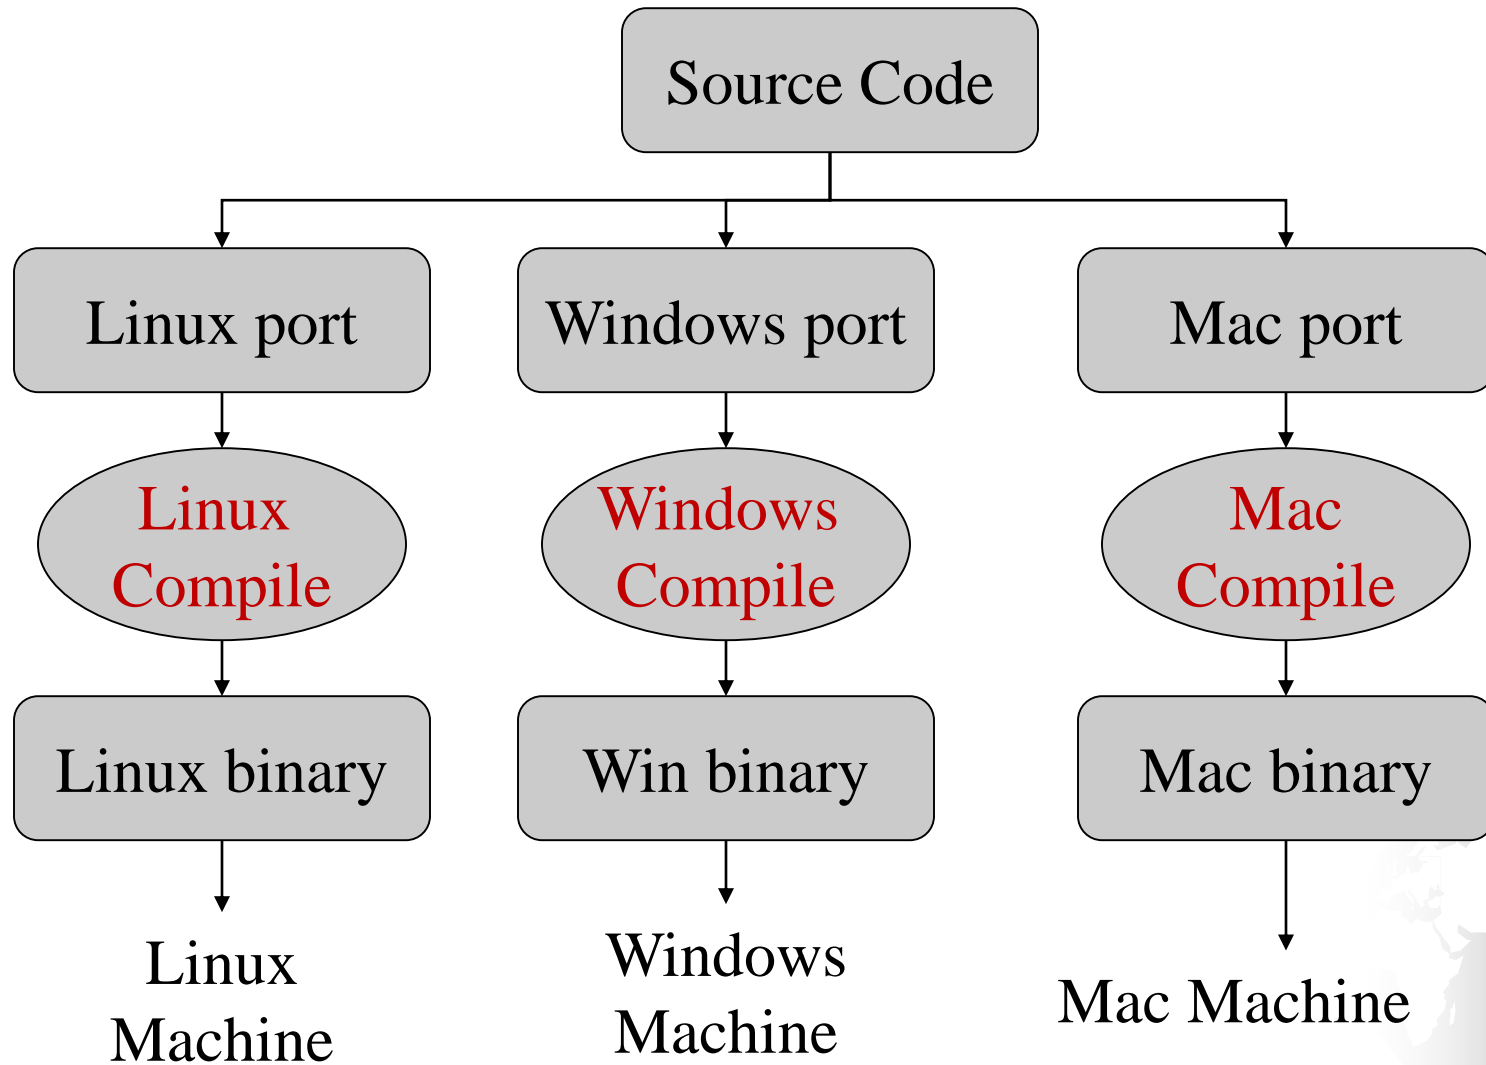 Source Code
Linux port
Windows port
Mac port
Linux
Compile
Windows
Compile
Mac
Compile
Linux binary
Win binary
Mac binary
Linux
Machine
Windows
Machine
Mac Machine